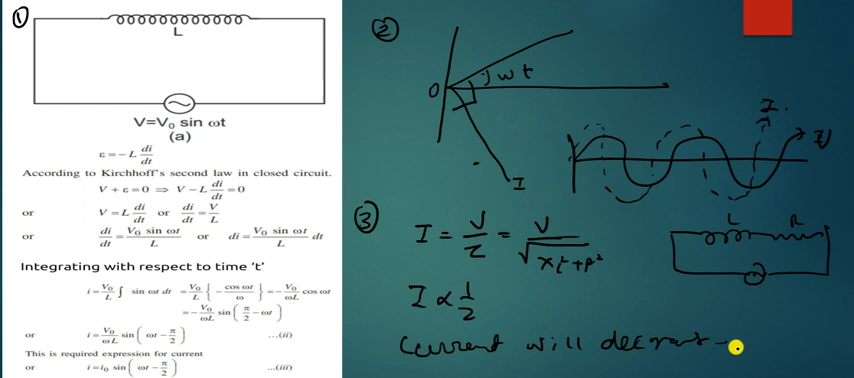 ①
L
V=V₀ sin ωt
(a)
ε = −L di/dt
According to Kirchhoff's second law in closed circuit.
V + ε = 0 ⇒ V − L di/dt = 0
or V = L di/dt or di/dt = V/L
or di/dt = V₀ sin ωt/L or di = V₀ sin ωt/L dt
Integrating with respect to time 't'
i = V₀/L ∫ sin ωt dt = V₀/L { − cos ωt/ω } = − V₀/ωL cos ωt
= − V₀/ωL sin ( π/2 − ωt )
or i = V₀/ωL sin ( ωt − π/2 ) ...(ii)
This is required expression for current
or i = i₀ sin ( ωt − π/2 ) ...(iii)
②
O
wt
I
I
③
I = V/Z = V/√
L R
I ∝ 1/2
Current will